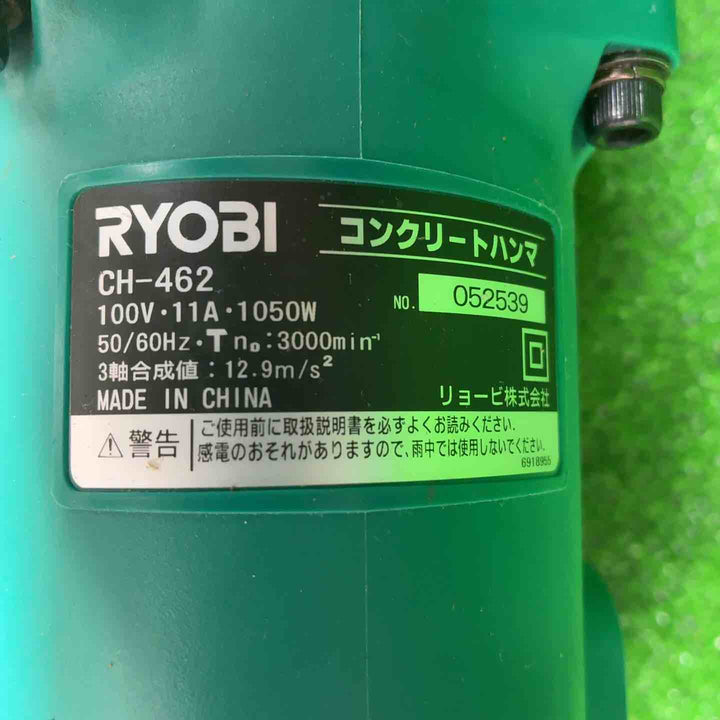 RYOBI
コンクリートハンマ
CH-462
NO. 052539
100V・11A・1050W
50/60Hz・T n₀:3000min⁻¹
3軸合成値：12.9m/s²
MADE IN CHINA
リョービ株式会社
⚠警告
ご使用前に取扱説明書を必ずよくお読みください.
感電のおそれがありますので、雨中では使用しないでください.
6918955